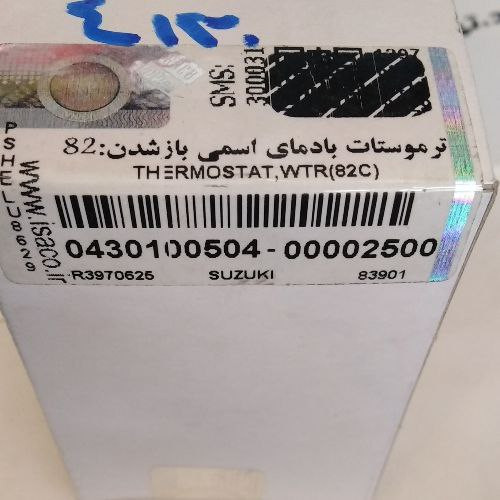 SMS:
300031
ترموستات بادمای اسمی بازشدن:82
THERMOSTAT,WTR(82C)
0430100504-00002500
R3970625 SUZUKI 83901
PSHELU8629
www.isaco.ir